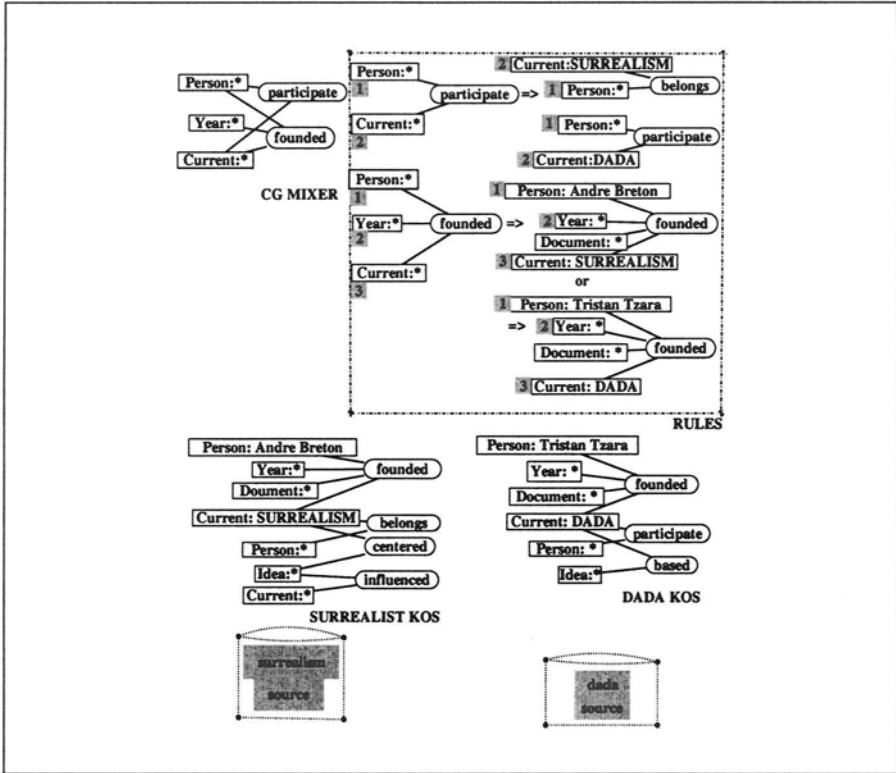 Person:*
participate
Year:*
founded
Current:*
CG MIXER
Person:*
1
participate
=>
Current:*
2
2 Current:SURREALISM
belongs
1 Person:*
1 Person:*
participate
2 Current:DADA
Person:*
1
Year:*
2
founded
=>
Current:*
3
1 Person: Andre Breton
2 Year: *
founded
Document: *
3 Current: SURREALISM
or
1 Person: Tristan Tzara
=> 2 Year: *
Document: *
founded
3 Current: DADA
RULES
Person: Andre Breton
Year:*
founded
Doument:*
Current: SURREALISM
belongs
centered
Person:*
Idea:*
influenced
Current:*
SURREALIST KOS
surrealism
source
Person: Tristan Tzara
Year: *
founded
Document: *
Current: DADA
participate
Person: *
based
Idea:*
DADA KOS
dada
source